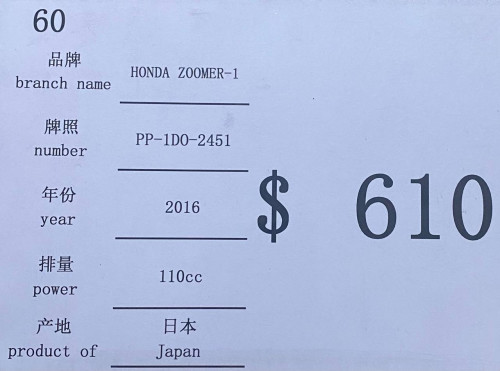 60
品牌
branch name
HONDA ZOOMER-1
牌照
number
PP-1DO-2451
年份
year
2016
$ 610
排量
power
110cc
产地
product of
日本
Japan